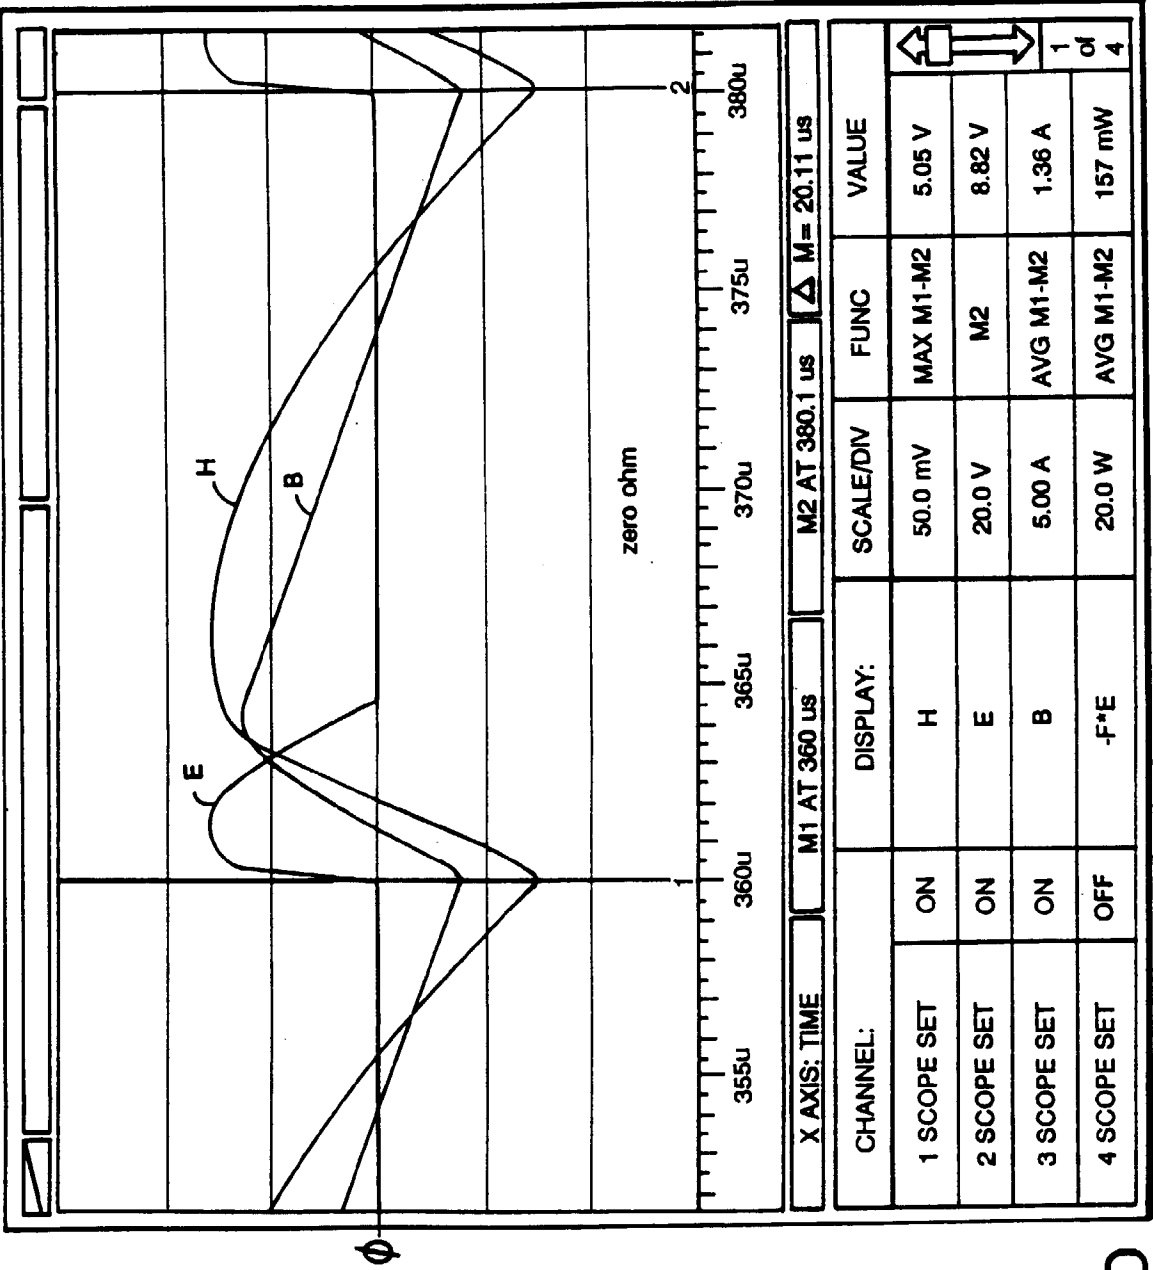 H
B
E
zero ohm
1
2
355u
360u
365u
370u
375u
380u
X AXIS: TIME
M1 AT 360 us
M2 AT 380.1 us
Δ M= 20.11 us
CHANNEL:
DISPLAY:
SCALE/DIV
FUNC
VALUE
1 SCOPE SET ON H 50.0 mV MAX M1-M2 5.05 V
2 SCOPE SET ON E 20.0 V M2 8.82 V
3 SCOPE SET ON B 5.00 A AVG M1-M2 1.36 A
4 SCOPE SET OFF -F*E 20.0 W AVG M1-M2 157 mW
1
of
4
ϕ